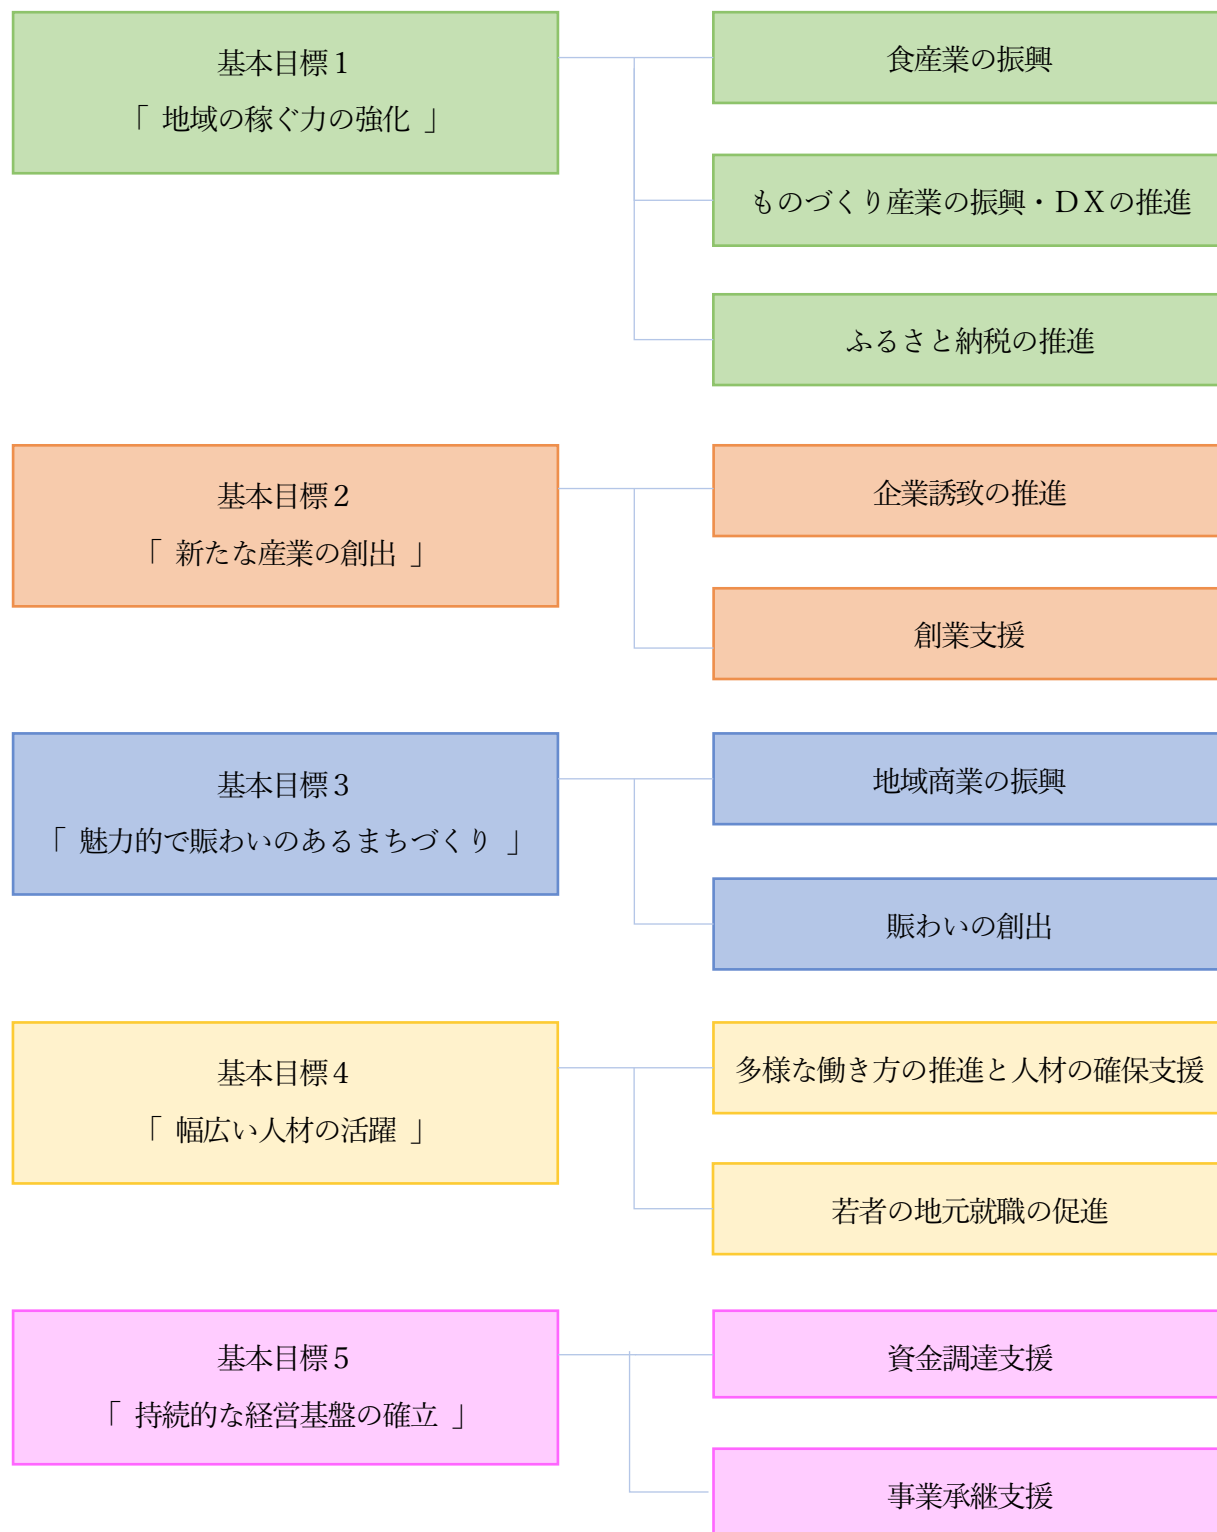 基本目標１
「 地域の稼ぐ力の強化 」
食産業の振興
ものづくり産業の振興・ＤＸの推進
ふるさと納税の推進
基本目標２
「 新たな産業の創出 」
企業誘致の推進
創業支援
基本目標３
「 魅力的で賑わいのあるまちづくり 」
地域商業の振興
賑わいの創出
基本目標４
「 幅広い人材の活躍 」
多様な働き方の推進と人材の確保支援
若者の地元就職の促進
基本目標５
「 持続的な経営基盤の確立 」
資金調達支援
事業承継支援